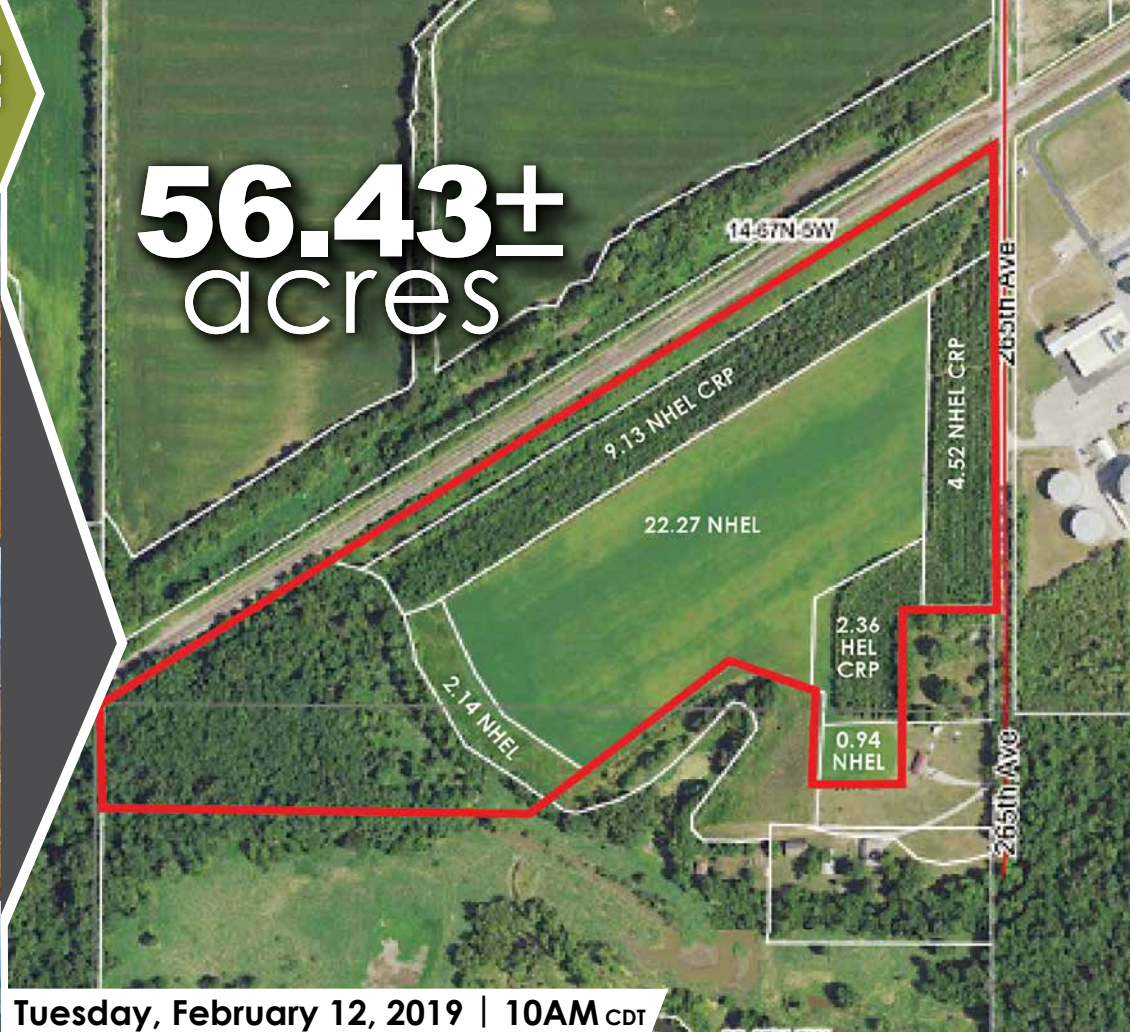 56.43±
acres
14-67N-5W
265th Ave
9.13 NHEL CRP
4.52 NHEL CRP
22.27 NHEL
2.36
HEL
CRP
2.14 NHEL
0.94
NHEL
265th Ave
Tuesday, February 12, 2019 | 10AM CDT